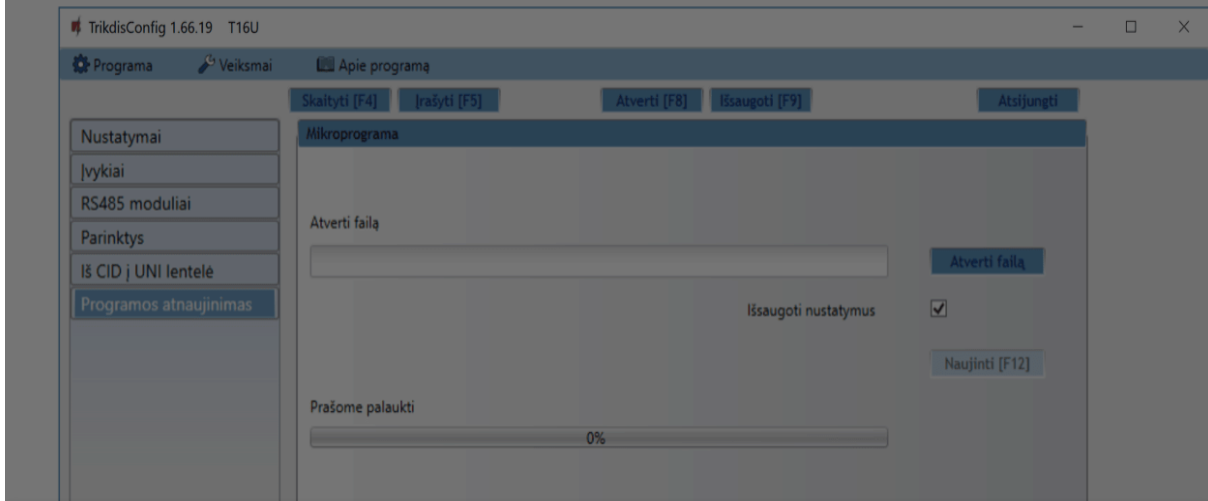 TrikdisConfig 1.66.19 T16U
Programa Veiksmai Apie programą
Skaityti [F4] Įrašyti [F5] Atverti [F8] Išsaugoti [F9] Atsijungti
Nustatymai
Įvykiai
RS485 moduliai
Parinktys
Iš CID į UNI lentelė
Programos atnaujinimas
Mikroprograma
Atverti failą
Atverti failą
Išsaugoti nustatymus
Naujinti [F12]
Prašome palaukti
0%